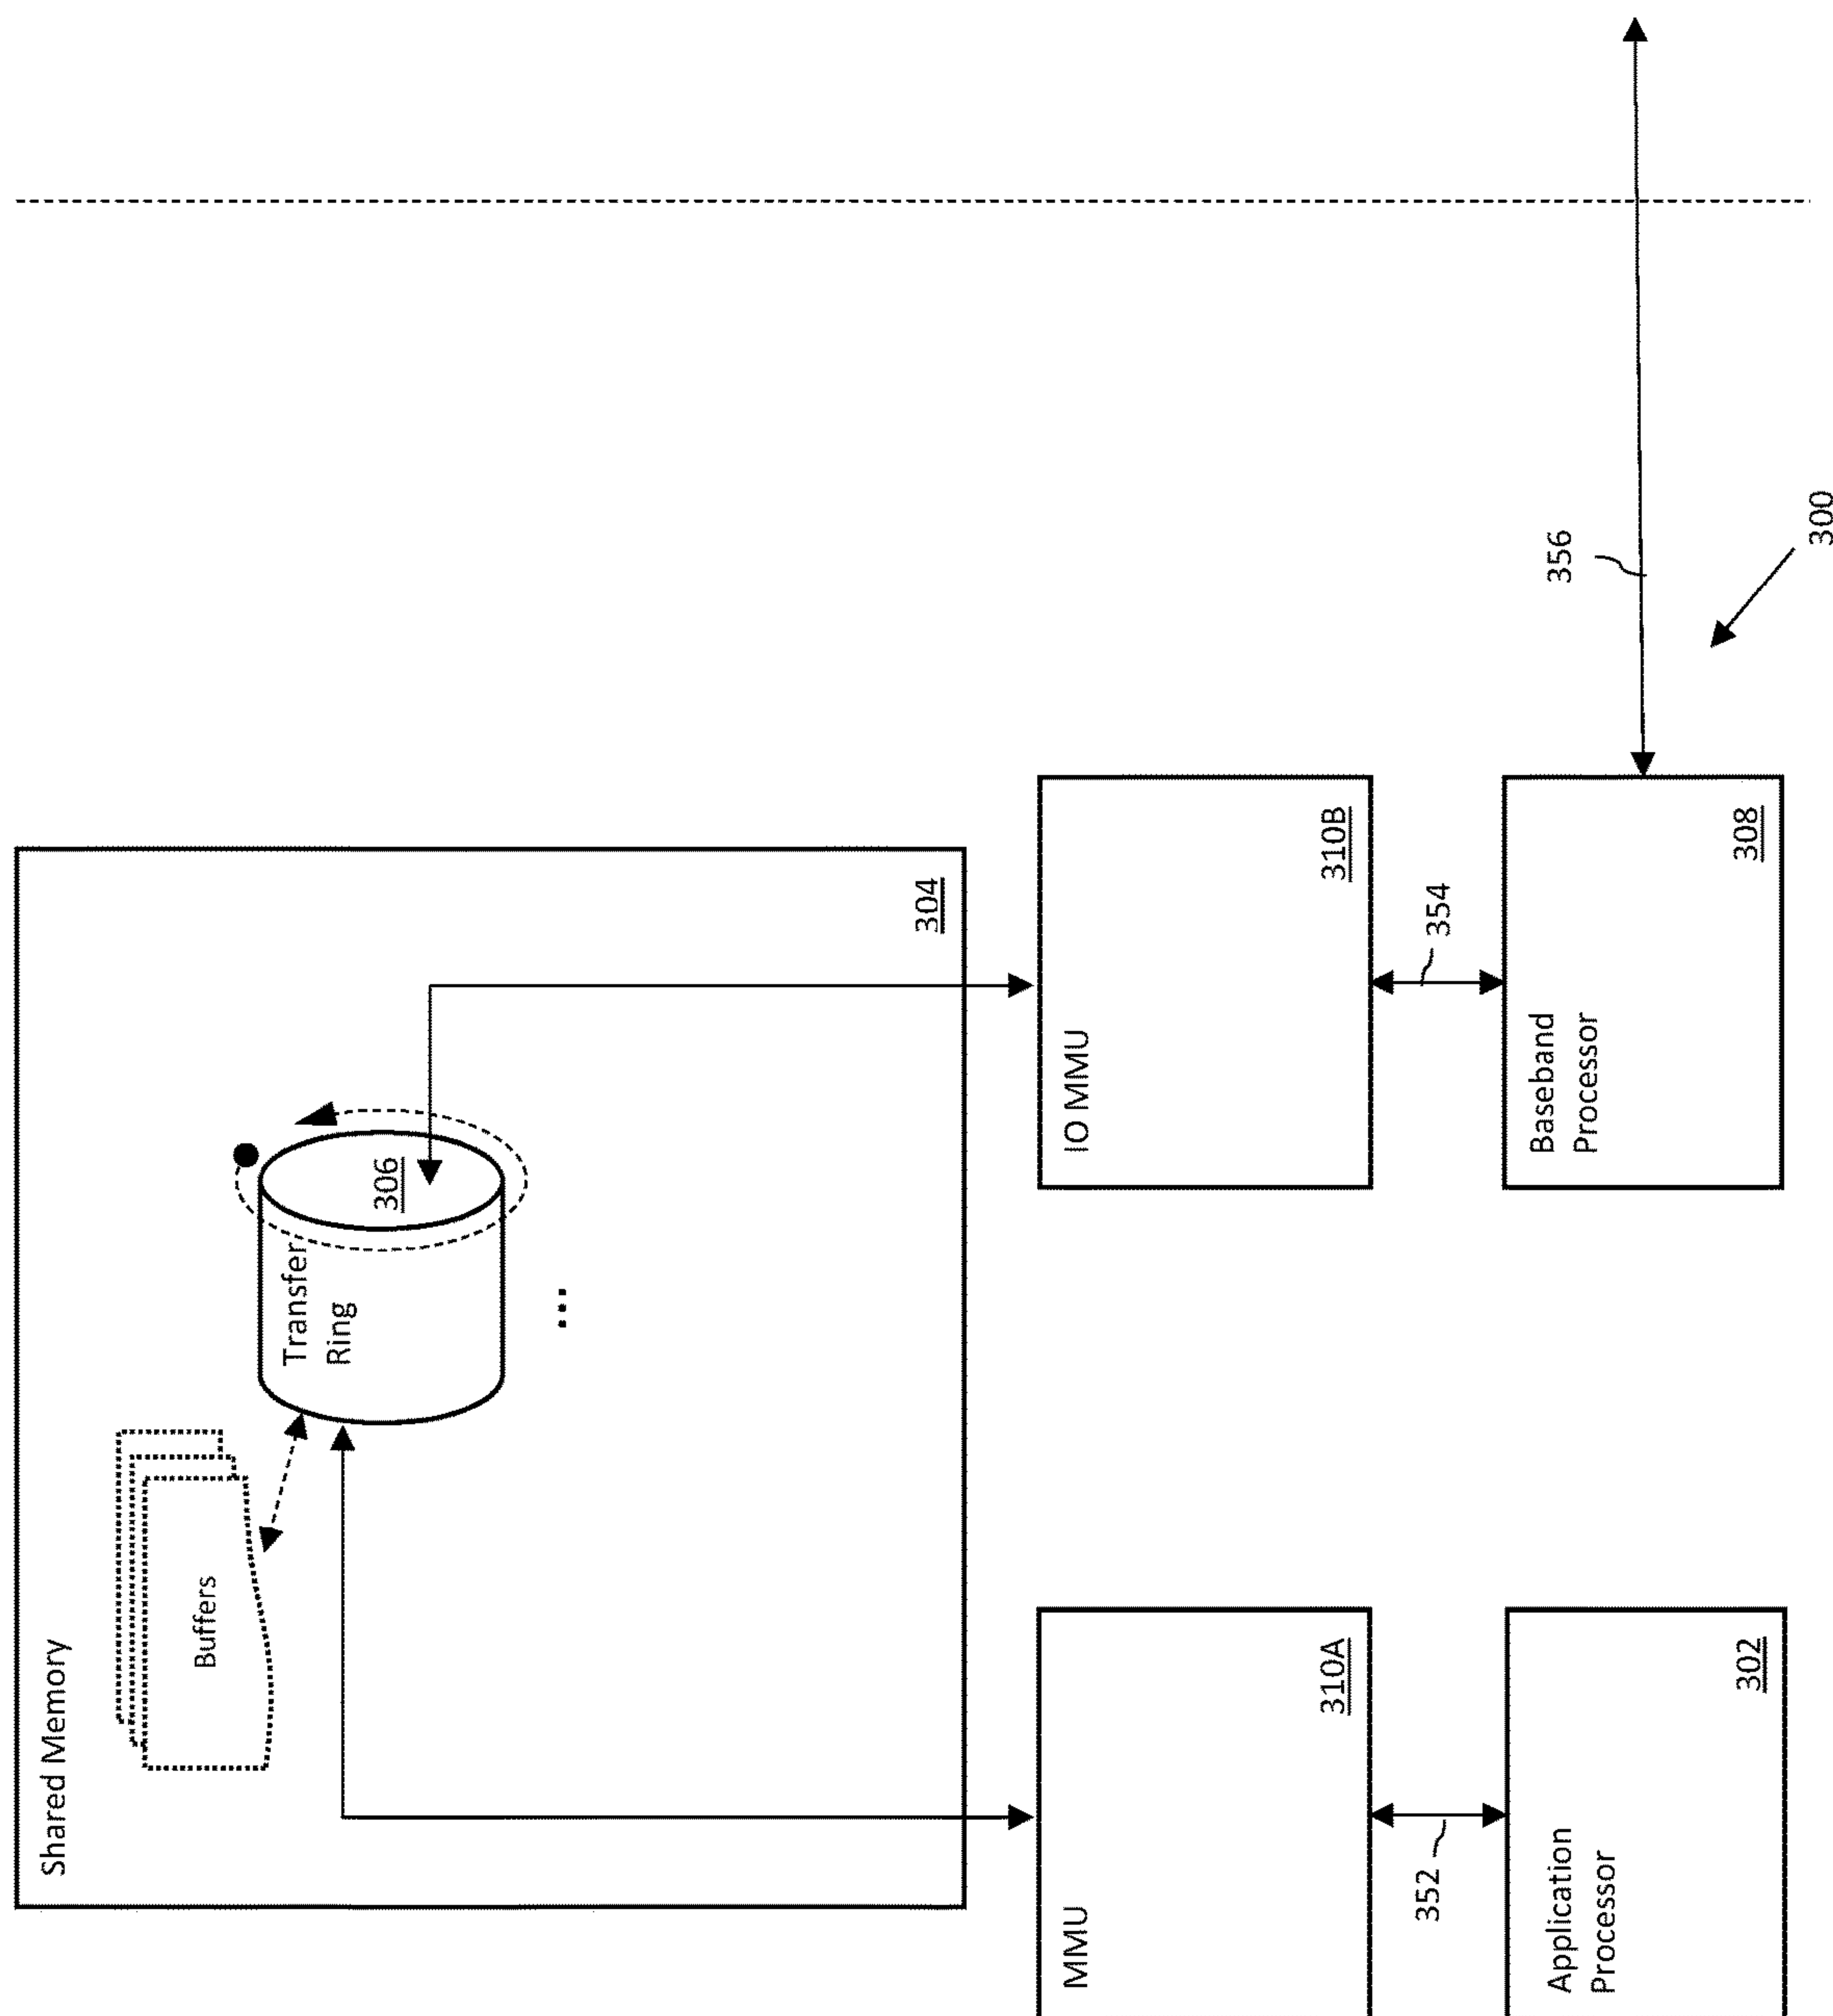 Shared Memory
Buffers
Transfer
Ring
306
...
304
MMU
310A
IO MMU
310B
352
354
356
Application
Processor
302
Baseband
Processor
308
300